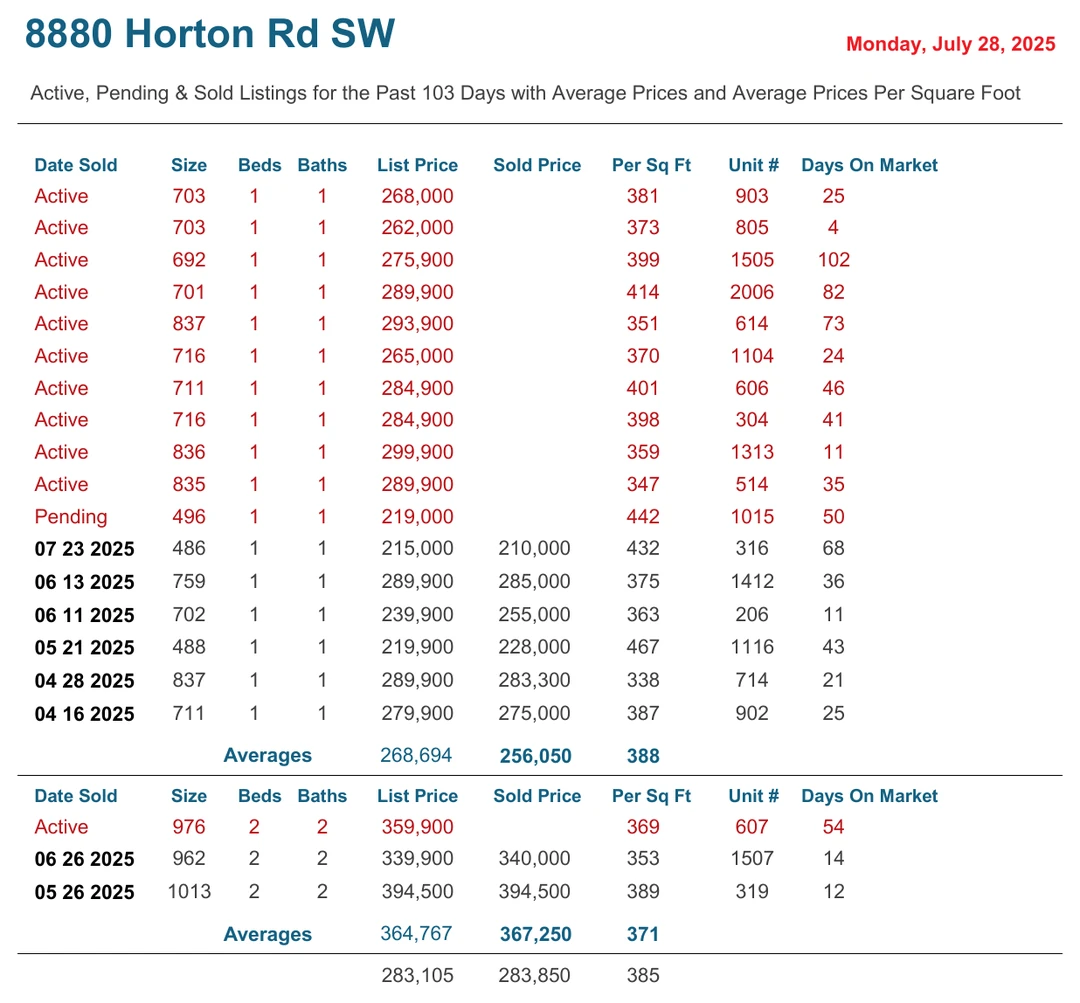 8880 Horton Rd SW
Monday, July 28, 2025
Active, Pending & Sold Listings for the Past 103 Days with Average Prices and Average Prices Per Square Foot
Date Sold Size Beds Baths List Price Sold Price Per Sq Ft Unit # Days On Market
Active 703 1 1 268,000 381 903 25
Active 703 1 1 262,000 373 805 4
Active 692 1 1 275,900 399 1505 102
Active 701 1 1 289,900 414 2006 82
Active 837 1 1 293,900 351 614 73
Active 716 1 1 265,000 370 1104 24
Active 711 1 1 284,900 401 606 46
Active 716 1 1 284,900 398 304 41
Active 836 1 1 299,900 359 1313 11
Active 835 1 1 289,900 347 514 35
Pending 496 1 1 219,000 442 1015 50
07 23 2025 486 1 1 215,000 210,000 432 316 68
06 13 2025 759 1 1 289,900 285,000 375 1412 36
06 11 2025 702 1 1 239,900 255,000 363 206 11
05 21 2025 488 1 1 219,900 228,000 467 1116 43
04 28 2025 837 1 1 289,900 283,300 338 714 21
04 16 2025 711 1 1 279,900 275,000 387 902 25
Averages 268,694 256,050 388
Date Sold Size Beds Baths List Price Sold Price Per Sq Ft Unit # Days On Market
Active 976 2 2 359,900 369 607 54
06 26 2025 962 2 2 339,900 340,000 353 1507 14
05 26 2025 1013 2 2 394,500 394,500 389 319 12
Averages 364,767 367,250 371
283,105 283,850 385